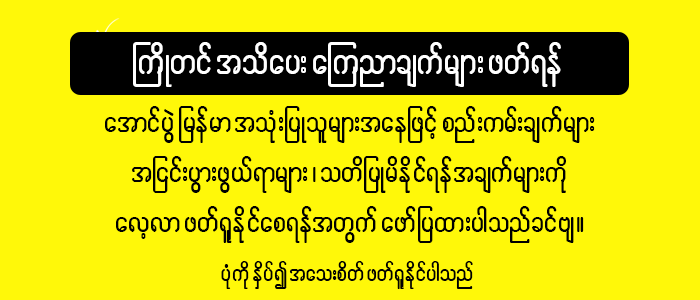 ကြိုတင် အသိပေး ကြေညာချက်များ ဖတ်ရန်
အောင်ပွဲ မြန်မာ အသုံးပြုသူများအနေဖြင့် စည်းကမ်းချက်များ
အငြင်းပွားဖွယ်ရာများ ၊ သတိပြုမိနိုင်ရန်အချက်များကို
လေ့လာ ဖတ်ရှုနိုင်စေရန်အတွက် ဖော်ပြထားပါသည်ခင်ဗျ။
ပုံကို နှိပ်၍ အသေးစိတ် ဖတ်ရှုနိုင်ပါသည်